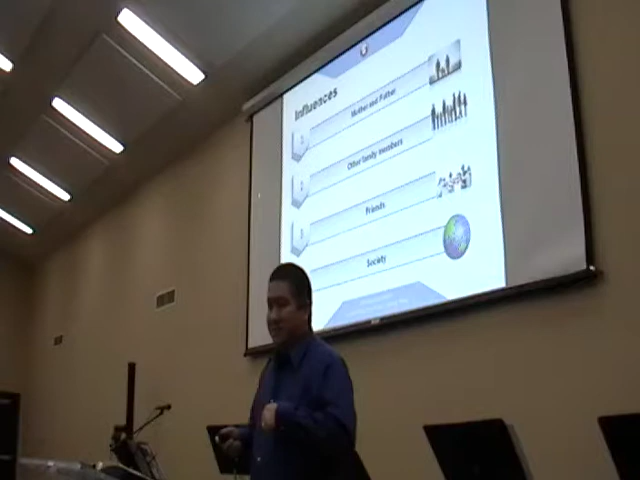 Influences
Mother and Father
Other family members
Friends
Society